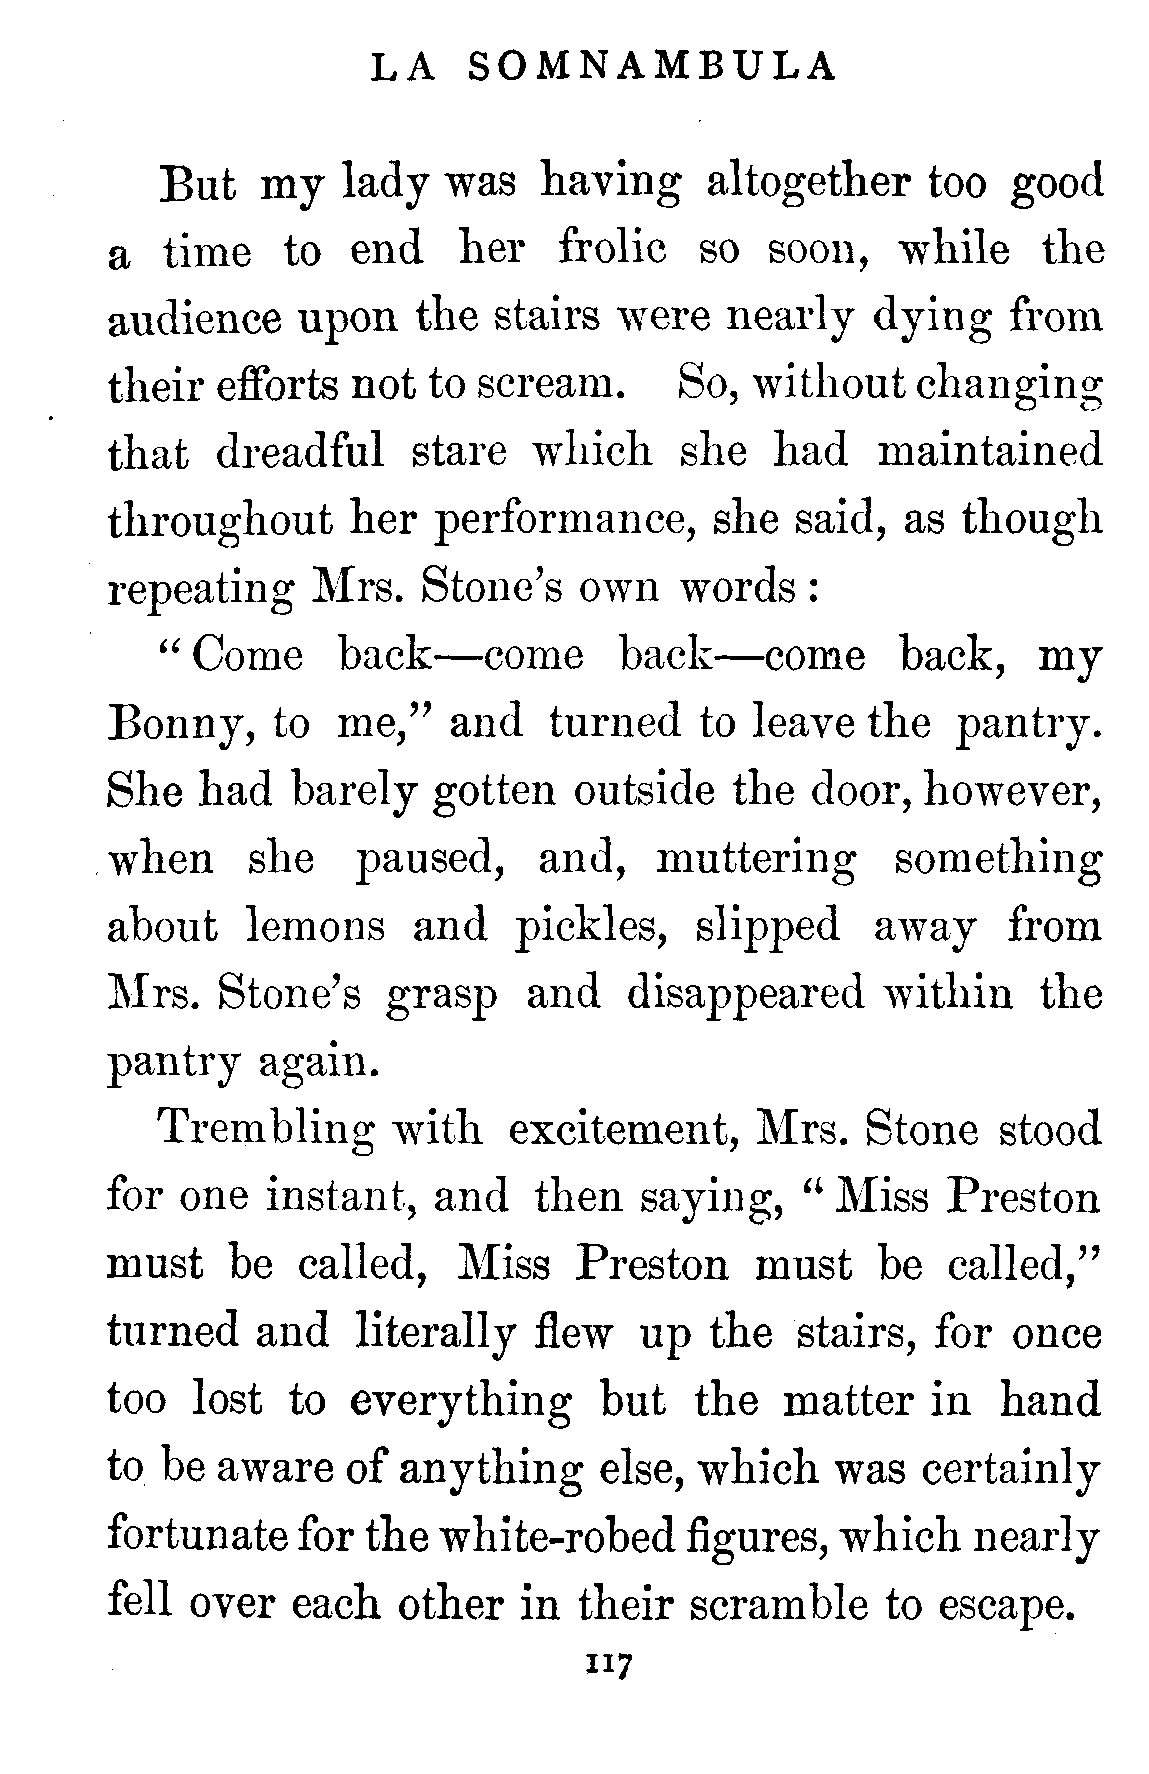 LA SOMNAMBULA
But my lady was having altogether too good
a time to end her frolic so soon, while the
audience upon the stairs were nearly dying from
their efforts not to scream. So, without changing
that dreadful stare which she had maintained
throughout her performance, she said, as though
repeating Mrs. Stone's own words :
“ Come back—come back—come back, my
Bonny, to me,” and turned to leave the pantry.
She had barely gotten outside the door, however,
when she paused, and, muttering something
about lemons and pickles, slipped away from
Mrs. Stone's grasp and disappeared within the
pantry again.
Trembling with excitement, Mrs. Stone stood
for one instant, and then saying, “ Miss Preston
must be called, Miss Preston must be called,”
turned and literally flew up the stairs, for once
too lost to everything but the matter in hand
to be aware of anything else, which was certainly
fortunate for the white-robed figures, which nearly
fell over each other in their scramble to escape.
117